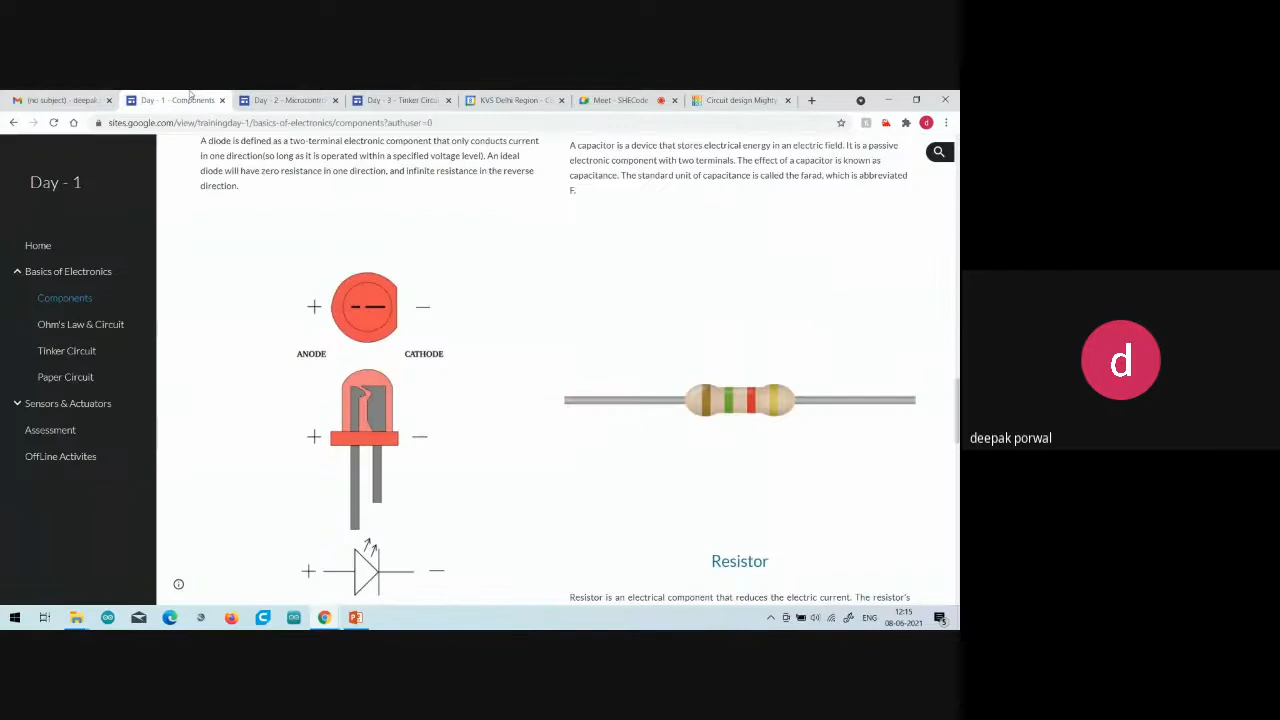 (no subject) - deepak
Day - 1 - Components
Day - 2 - Microcontro
Day - 3 - Tinker Circui
KVS Delhi Region - C
Meet - SHECode
Circuit design Mighty
sites.google.com/view/trainingday-1/basics-of-electronics/components?authuser=0
Day - 1
Home
Basics of Electronics
Components
Ohm's Law & Circuit
Tinker Circuit
Paper Circuit
Sensors & Actuators
Assessment
OffLine Activites
A diode is defined as a two-terminal electronic component that only conducts current
in one direction(so long as it is operated within a specified voltage level). An ideal
diode will have zero resistance in one direction, and infinite resistance in the reverse
direction.
+ −
ANODE CATHODE
+ −
+ −
A capacitor is a device that stores electrical energy in an electric field. It is a passive
electronic component with two terminals. The effect of a capacitor is known as
capacitance. The standard unit of capacitance is called the farad, which is abbreviated
F.
Resistor
Resistor is an electrical component that reduces the electric current. The resistor's
ENG
12:15
08-06-2021
5
d
d
deepak porwal